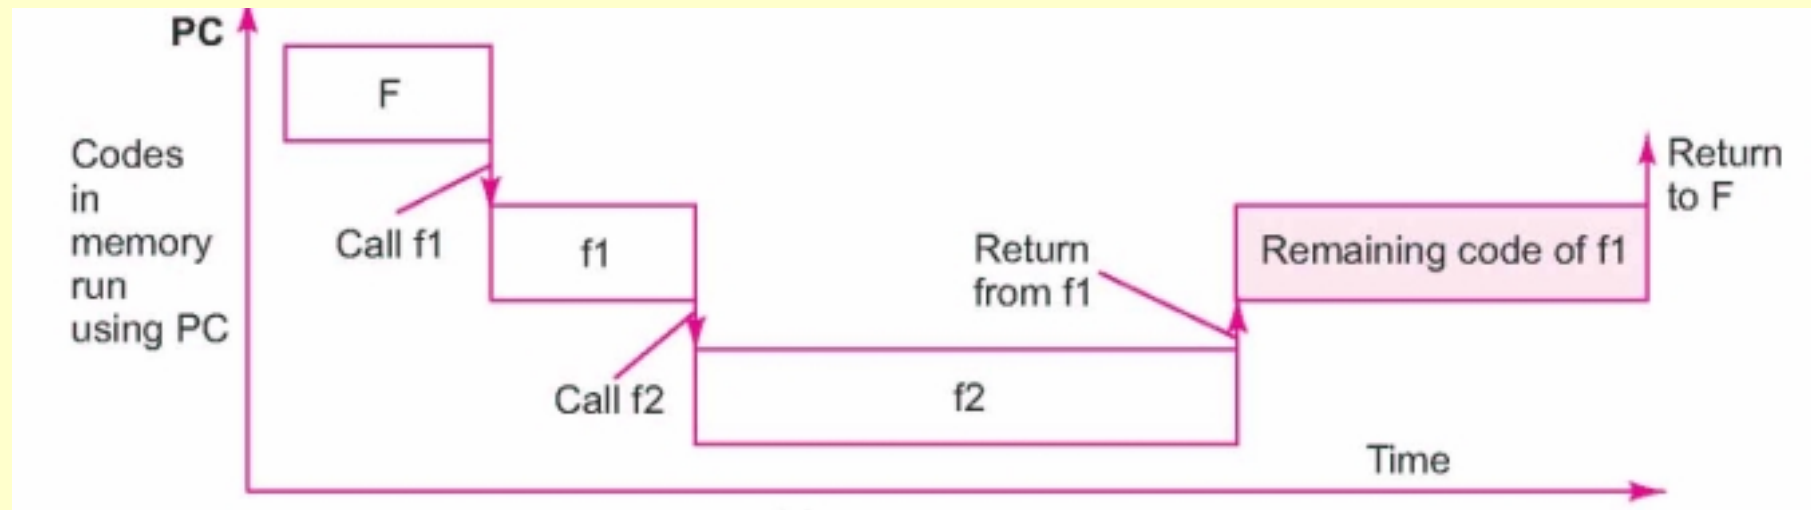 PC
F
Codes
in
memory
run
using PC
Call f1
f1
Call f2
f2
Return
from f1
Remaining code of f1
Return
to F
Time